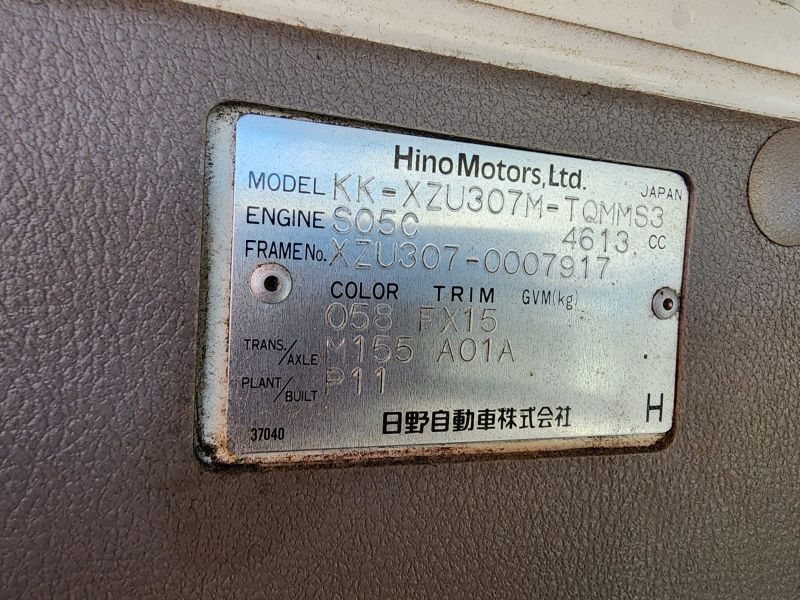 Hino Motors, Ltd.
JAPAN
MODEL KK-XZU307M-TQMMS3
ENGINE S05C 4613 CC
FRAME No. XZU307-0007917
COLOR TRIM GVM(kg)
058 FX15
TRANS./AXLE M155 A01A
PLANT/BUILT P11
37040 日野自動車株式会社 H